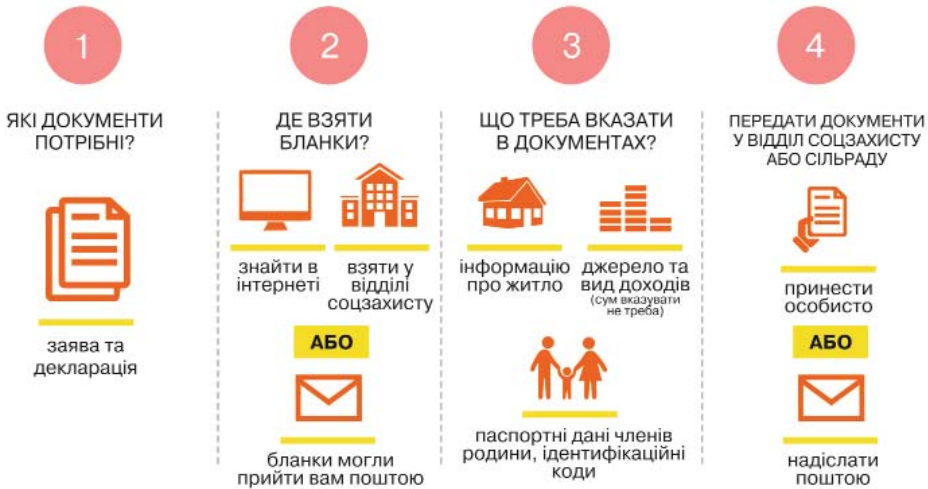 1
ЯКІ ДОКУМЕНТИ
ПОТРІБНІ?
заява та
декларація
2
ДЕ ВЗЯТИ
БЛАНКИ?
знайти в
інтернеті
взяти у
відділі
соцзахисту
АБО
бланки могли
прийти вам поштою
3
ЩО ТРЕБА ВКАЗАТИ
В ДОКУМЕНТАХ?
інформацію
про житло
джерело та
вид доходів
(сум вказувати
не треба)
паспортні дані членів
родини, ідентифікаційні
коди
4
ПЕРЕДАТИ ДОКУМЕНТИ
У ВІДДІЛ СОЦЗАХИСТУ
АБО СІЛЬРАДУ
принести
особисто
АБО
надіслати
поштою